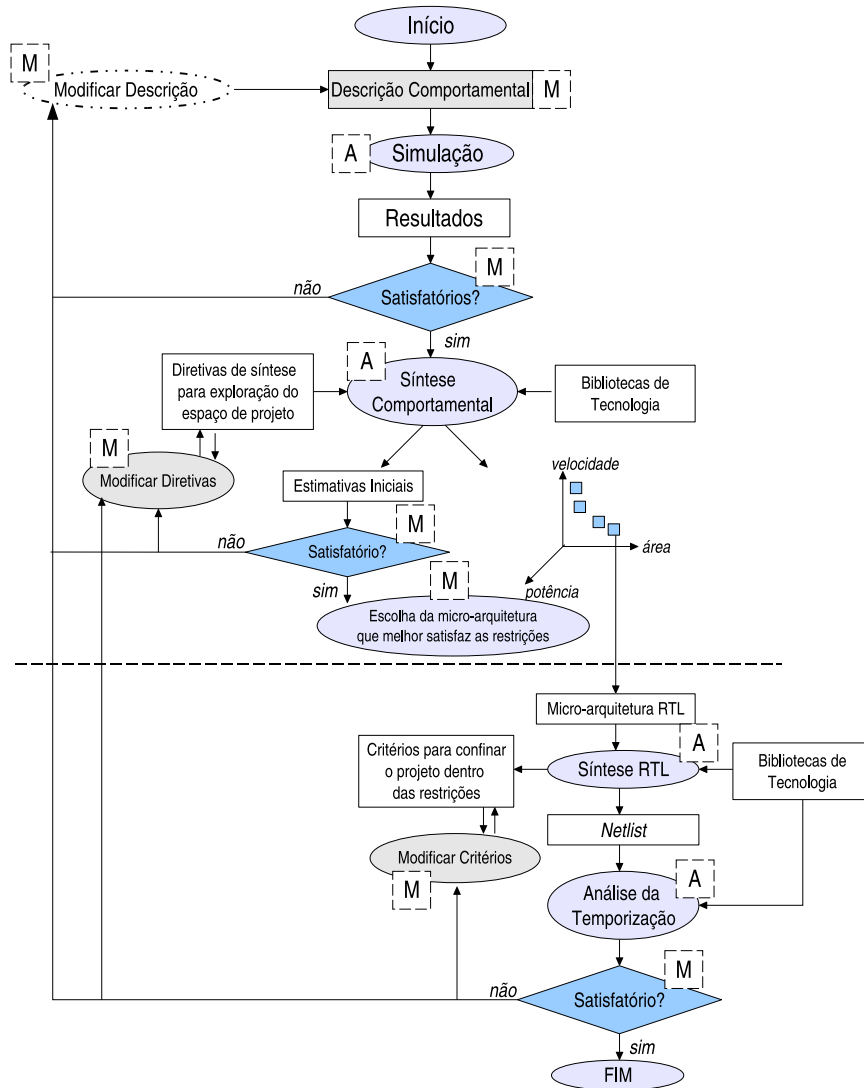 Início
M
Modificar Descrição
Descrição Comportamental
M
A
Simulação
Resultados
M
não
Satisfatórios?
sim
A
Diretivas de síntese
para exploração do
espaço de projeto
Síntese
Comportamental
Bibliotecas de
Tecnologia
M
Modificar Diretivas
velocidade
Estimativas Iniciais
M
não
Satisfatório?
área
sim
M
potência
Escolha da micro-arquitetura
que melhor satisfaz as restrições
Micro-arquitetura RTL
A
Critérios para confinar
o projeto dentro
das restrições
Síntese RTL
Bibliotecas de
Tecnologia
Netlist
Modificar Critérios
M
A
Análise da
Temporização
M
não
Satisfatório?
sim
FIM